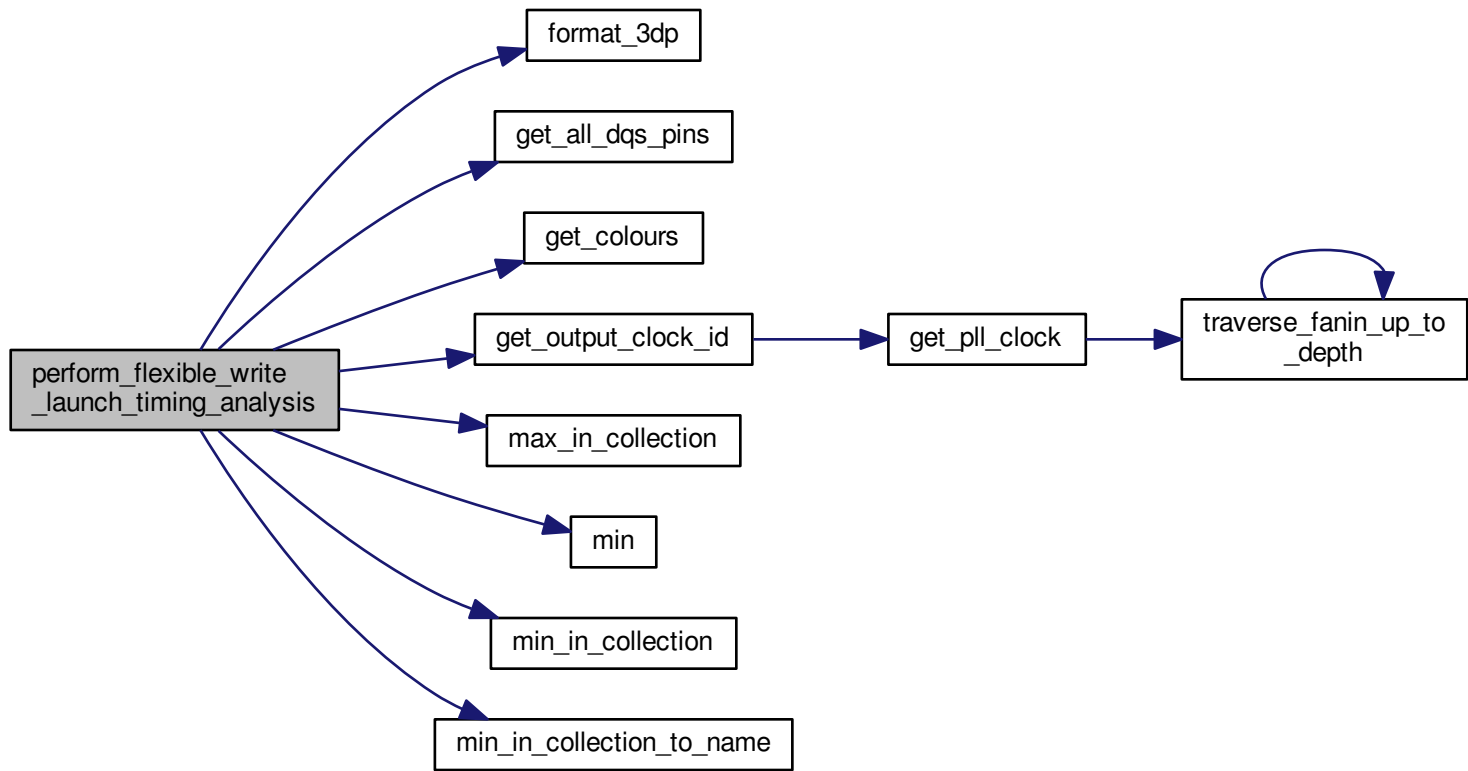 format_3dp
get_all_dqs_pins
get_colours
get_output_clock_id
get_pll_clock
traverse_fanin_up_to
_depth
perform_flexible_write
_launch_timing_analysis
max_in_collection
min
min_in_collection
min_in_collection_to_name